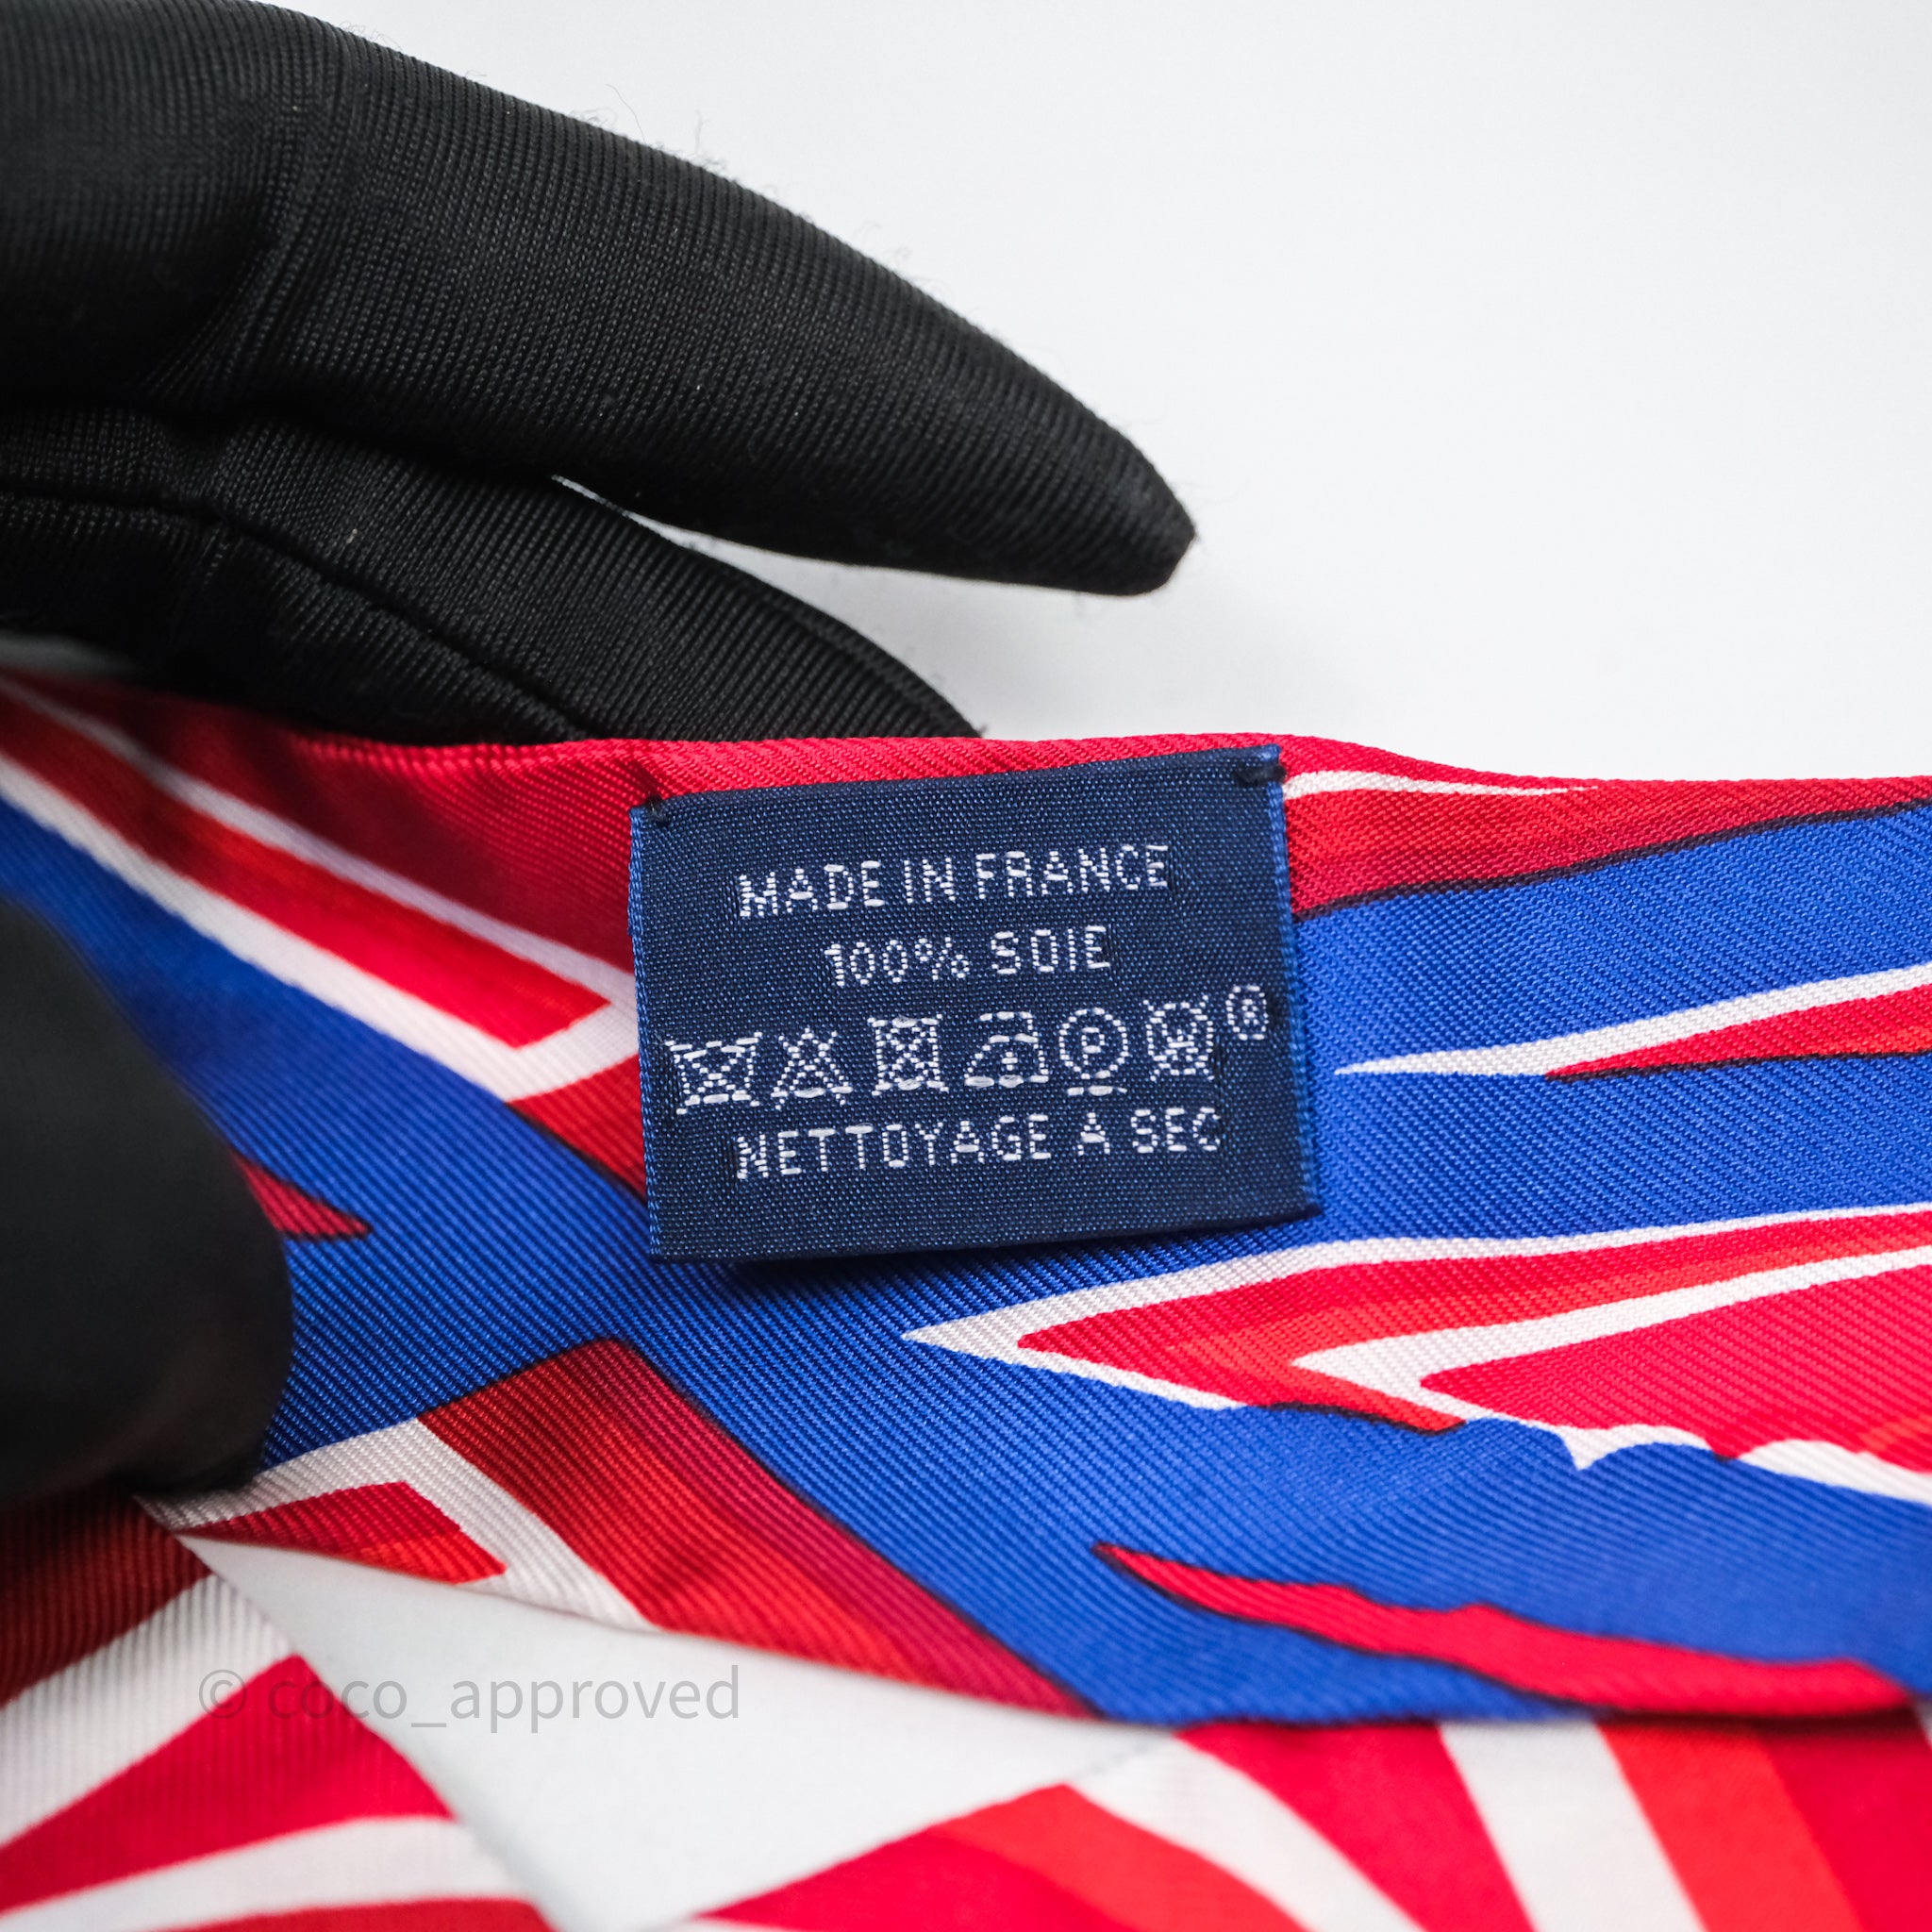 MADE IN FRANCE
100% SOIE
P W ®
NETTOYAGE A SEC
© coco_approved